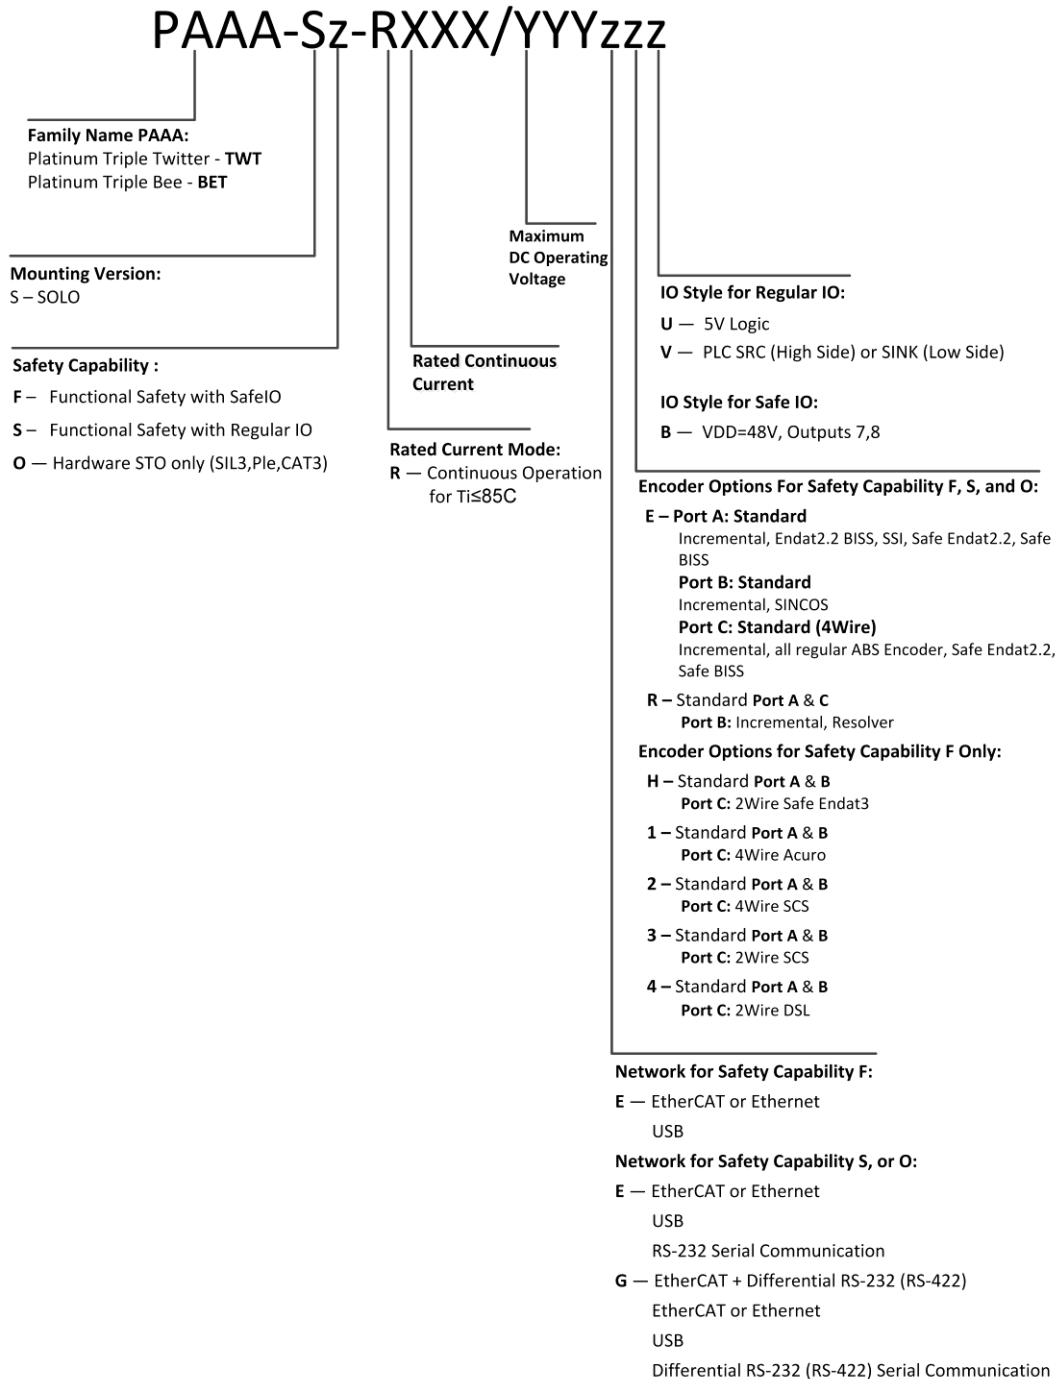 PAAA-Sz-RXXX/YYYzzz
Family Name PAAA:
Platinum Triple Twitter - TWT
Platinum Triple Bee - BET
Mounting Version:
S – SOLO
Safety Capability :
F – Functional Safety with SafeIO
S – Functional Safety with Regular IO
O — Hardware STO only (SIL3,Ple,CAT3)
Rated Current Mode:
R — Continuous Operation
for Ti≤85C
Rated Continuous
Current
Maximum
DC Operating
Voltage
IO Style for Regular IO:
U — 5V Logic
V — PLC SRC (High Side) or SINK (Low Side)
IO Style for Safe IO:
B — VDD=48V, Outputs 7,8
Encoder Options For Safety Capability F, S, and O:
E – Port A: Standard
Incremental, Endat2.2 BISS, SSI, Safe Endat2.2, Safe
BISS
Port B: Standard
Incremental, SINCOS
Port C: Standard (4Wire)
Incremental, all regular ABS Encoder, Safe Endat2.2,
Safe BISS
R – Standard Port A & C
Port B: Incremental, Resolver
Encoder Options for Safety Capability F Only:
H – Standard Port A & B
Port C: 2Wire Safe Endat3
1 – Standard Port A & B
Port C: 4Wire Acuro
2 – Standard Port A & B
Port C: 4Wire SCS
3 – Standard Port A & B
Port C: 2Wire SCS
4 – Standard Port A & B
Port C: 2Wire DSL
Network for Safety Capability F:
E — EtherCAT or Ethernet
USB
Network for Safety Capability S, or O:
E — EtherCAT or Ethernet
USB
RS-232 Serial Communication
G — EtherCAT + Differential RS-232 (RS-422)
EtherCAT or Ethernet
USB
Differential RS-232 (RS-422) Serial Communication